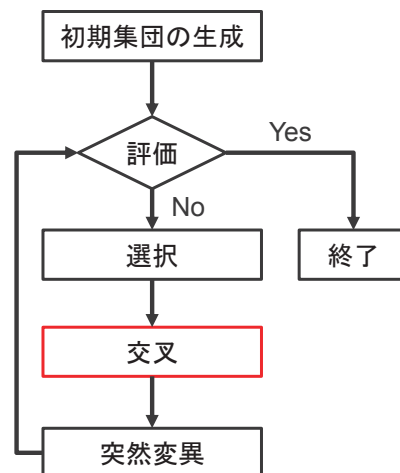 初期集団の生成
評価
Yes
No
選択
終了
交叉
突然変異